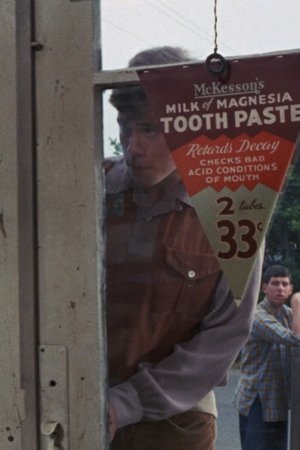 McKesson's
MILK of MAGNESIA
TOOTH PASTE
Retards Decay
CHECKS BAD
ACID CONDITIONS
OF MOUTH
2 tubes
33¢